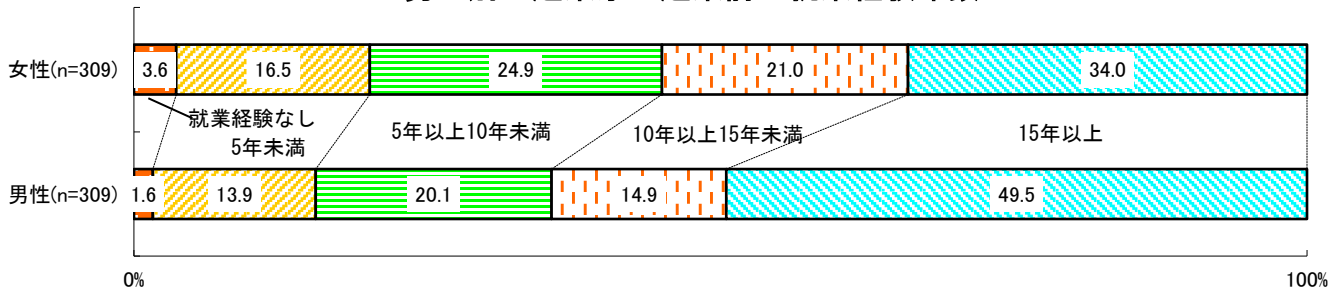 女性(n=309)
3.6
16.5
24.9
21.0
34.0
就業経験なし
5年未満
5年以上10年未満
10年以上15年未満
15年以上
男性(n=309)
1.6
13.9
20.1
14.9
49.5
0%
100%